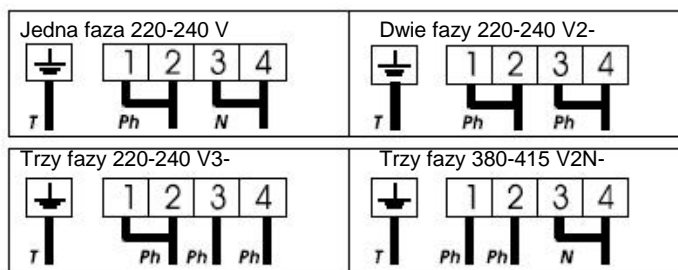 Jedna faza 220-240 V
1 2 3 4
T Ph N
Dwie fazy 220-240 V2-
1 2 3 4
T Ph Ph
Trzy fazy 220-240 V3-
1 2 3 4
T Ph Ph Ph
Trzy fazy 380-415 V2N-
1 2 3 4
T Ph Ph N